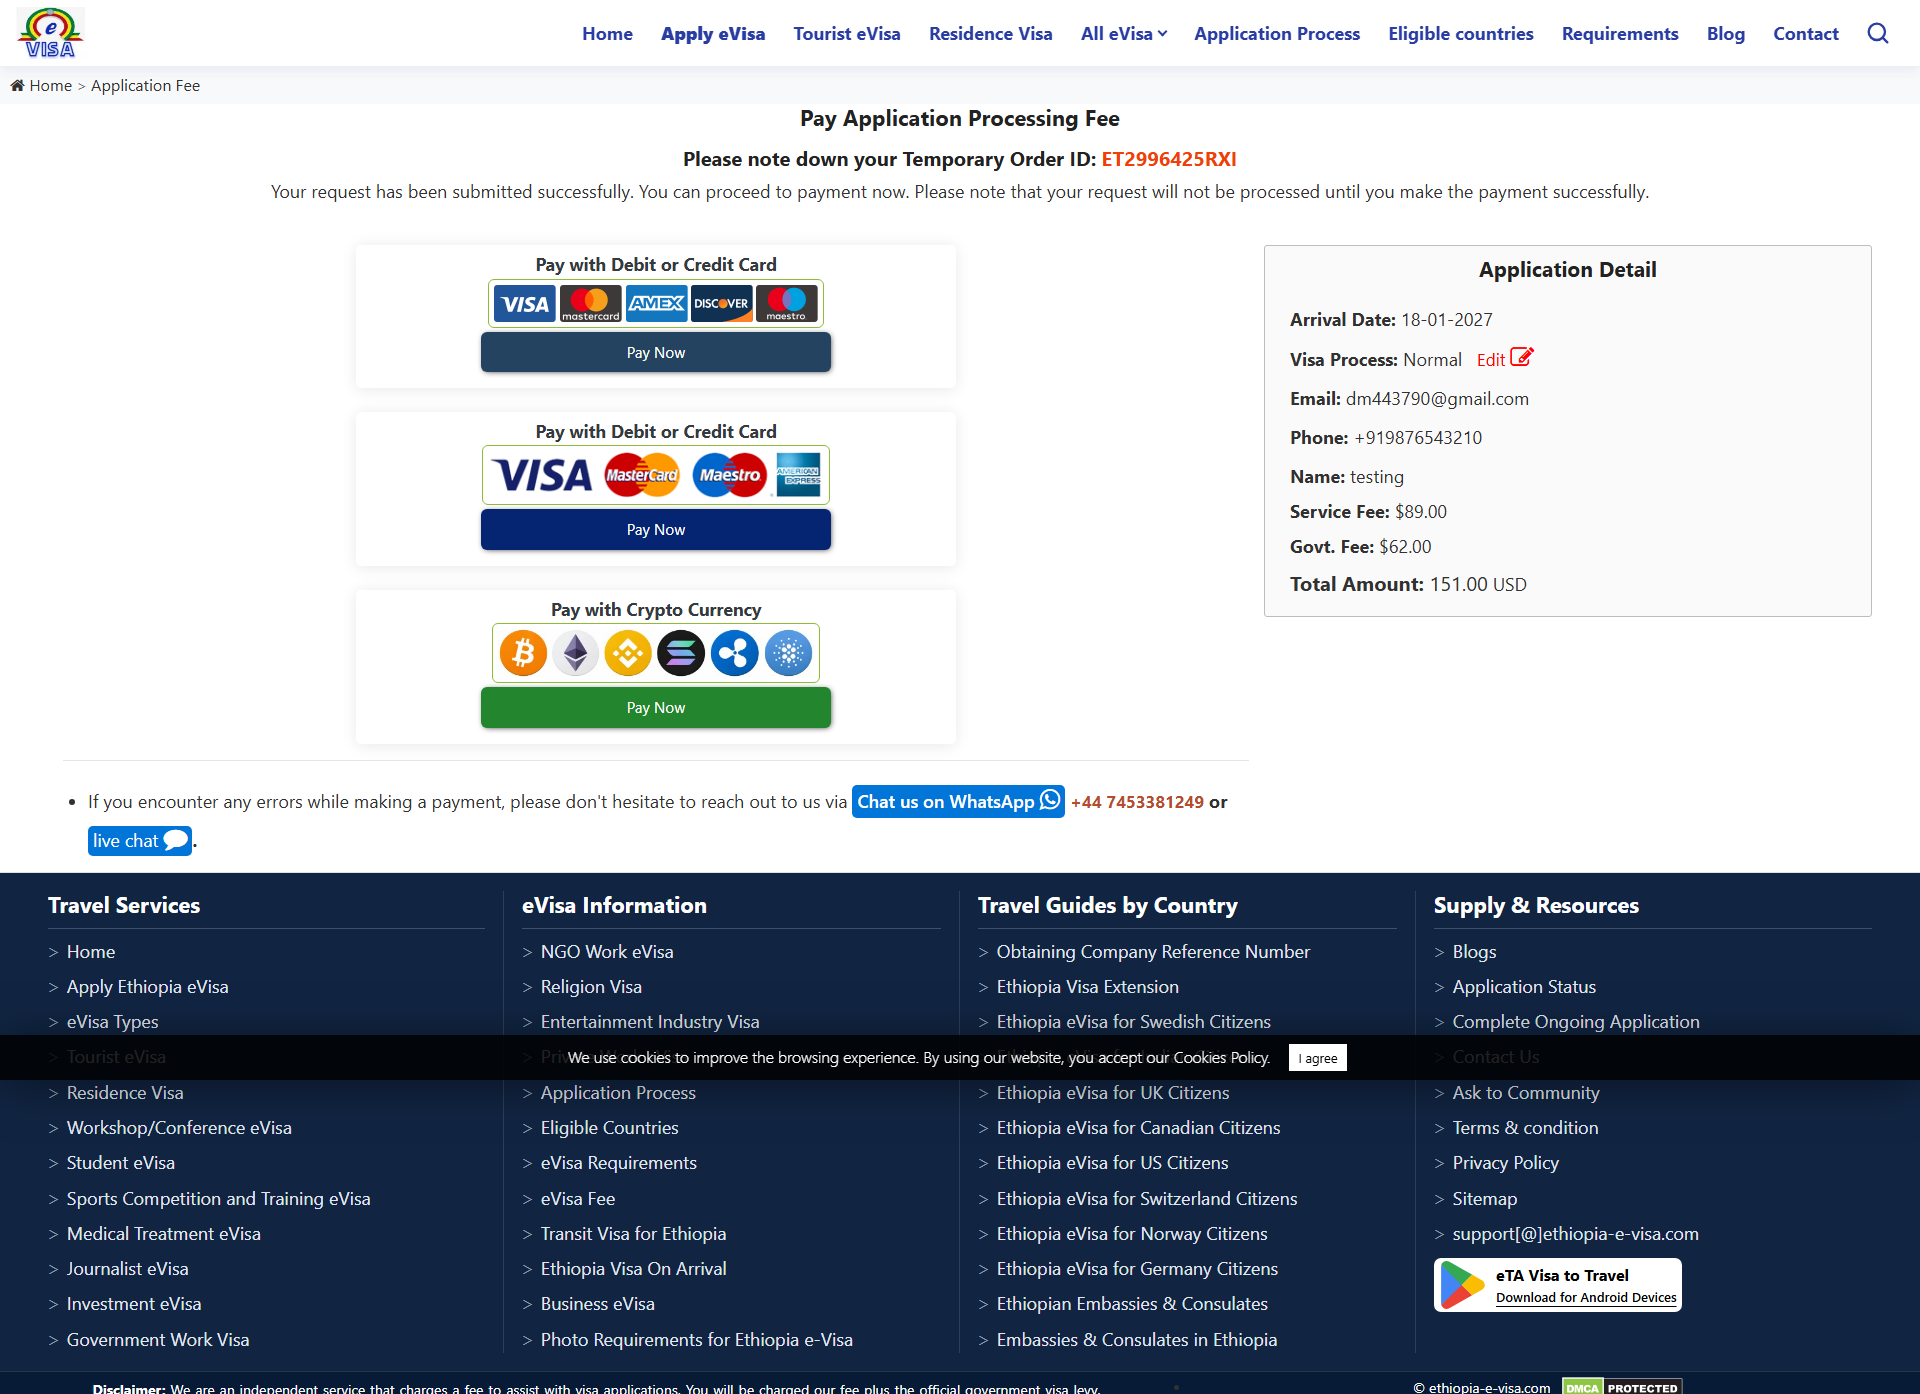 e
VISA
Home Apply eVisa Tourist eVisa Residence Visa All eVisa Application Process Eligible countries Requirements Blog Contact
Home > Application Fee
Pay Application Processing Fee
Please note down your Temporary Order ID: ET2996425RXI
Your request has been submitted successfully. You can proceed to payment now. Please note that your request will not be processed until you make the payment successfully.
Pay with Debit or Credit Card
VISA mastercard AMEX DISCOVER maestro
Pay Now
Pay with Debit or Credit Card
VISA MasterCard Maestro AMERICAN EXPRESS
Pay Now
Pay with Crypto Currency
Pay Now
Application Detail
Arrival Date: 18-01-2027
Visa Process: Normal Edit
Email: dm443790@gmail.com
Phone: +919876543210
Name: testing
Service Fee: $89.00
Govt. Fee: $62.00
Total Amount: 151.00 USD
If you encounter any errors while making a payment, please don't hesitate to reach out to us via Chat us on WhatsApp +44 7453381249 or
live chat .
Travel Services
> Home
> Apply Ethiopia eVisa
> eVisa Types
> Tourist eVisa
> Residence Visa
> Workshop/Conference eVisa
> Student eVisa
> Sports Competition and Training eVisa
> Medical Treatment eVisa
> Journalist eVisa
> Investment eVisa
> Government Work Visa
eVisa Information
> NGO Work eVisa
> Religion Visa
> Entertainment Industry Visa
> Application Process
> Eligible Countries
> eVisa Requirements
> eVisa Fee
> Transit Visa for Ethiopia
> Ethiopia Visa On Arrival
> Business eVisa
> Photo Requirements for Ethiopia e-Visa
Travel Guides by Country
> Obtaining Company Reference Number
> Ethiopia Visa Extension
> Ethiopia eVisa for Swedish Citizens
> Ethiopia eVisa for UK Citizens
> Ethiopia eVisa for Canadian Citizens
> Ethiopia eVisa for US Citizens
> Ethiopia eVisa for Switzerland Citizens
> Ethiopia eVisa for Norway Citizens
> Ethiopia eVisa for Germany Citizens
> Ethiopian Embassies & Consulates
> Embassies & Consulates in Ethiopia
Supply & Resources
> Blogs
> Application Status
> Complete Ongoing Application
> Contact Us
> Ask to Community
> Terms & condition
> Privacy Policy
> Sitemap
> support[@]ethiopia-e-visa.com
eTA Visa to Travel
Download for Android Devices
We use cookies to improve the browsing experience. By using our website, you accept our Cookies Policy. I agree
Disclaimer: We are an independent service that charges a fee to assist with visa applications. You will be charged our fee plus the official government visa levy.
© ethiopia-e-visa.com DMCA PROTECTED